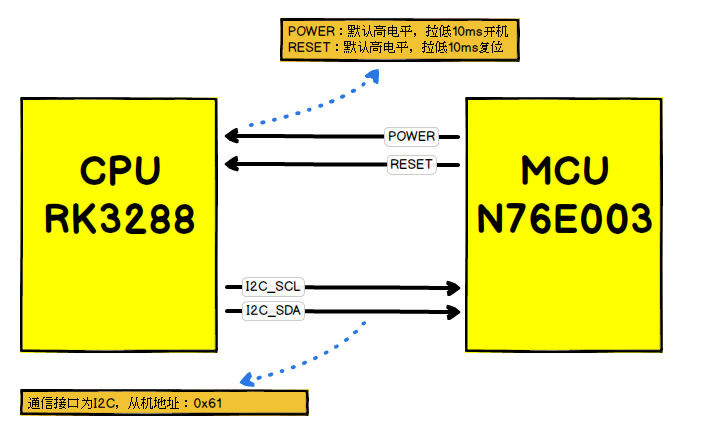 POWER：默认高电平，拉低10ms开机
RESET：默认高电平，拉低10ms复位
CPU
RK3288
POWER
RESET
MCU
N76E003
I2C_SCL
I2C_SDA
通信接口为I2C，从机地址：0x61